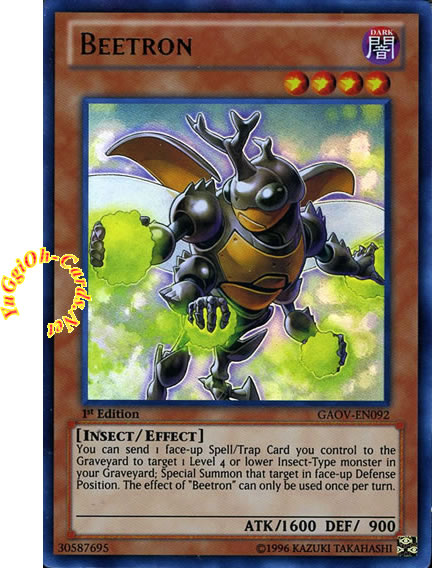 BEETRON
DARK
闇
YuGgiOh-Cards.Net
1st Edition
GAOV-EN092
[INSECT/EFFECT]
You can send 1 face-up Spell/Trap Card you control to the
Graveyard to target 1 Level 4 or lower Insect-Type monster in
your Graveyard; Special Summon that target in face-up Defense
Position. The effect of "Beetron" can only be used once per turn.
ATK/1600 DEF/ 900
30587695
©1996 KAZUKI TAKAHASHI